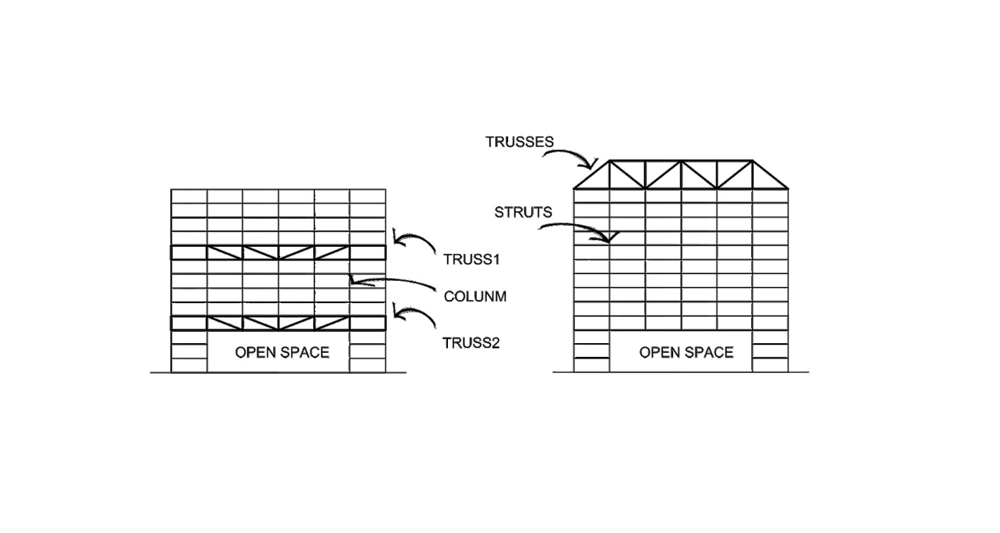 TRUSSES
STRUTS
TRUSS1
COLUNM
TRUSS2
OPEN SPACE
OPEN SPACE